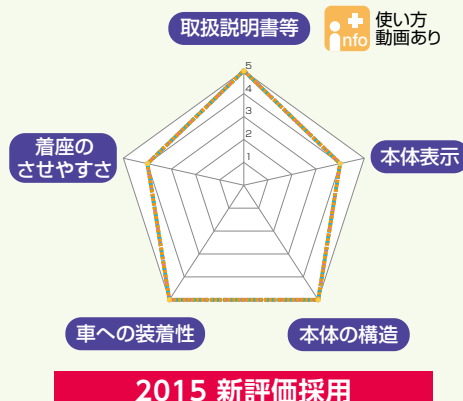 取扱説明書等
info
使い方
動画あり
5
4
3
2
1
着座の
させやすさ
本体表示
車への装着性
本体の構造
2015 新評価採用